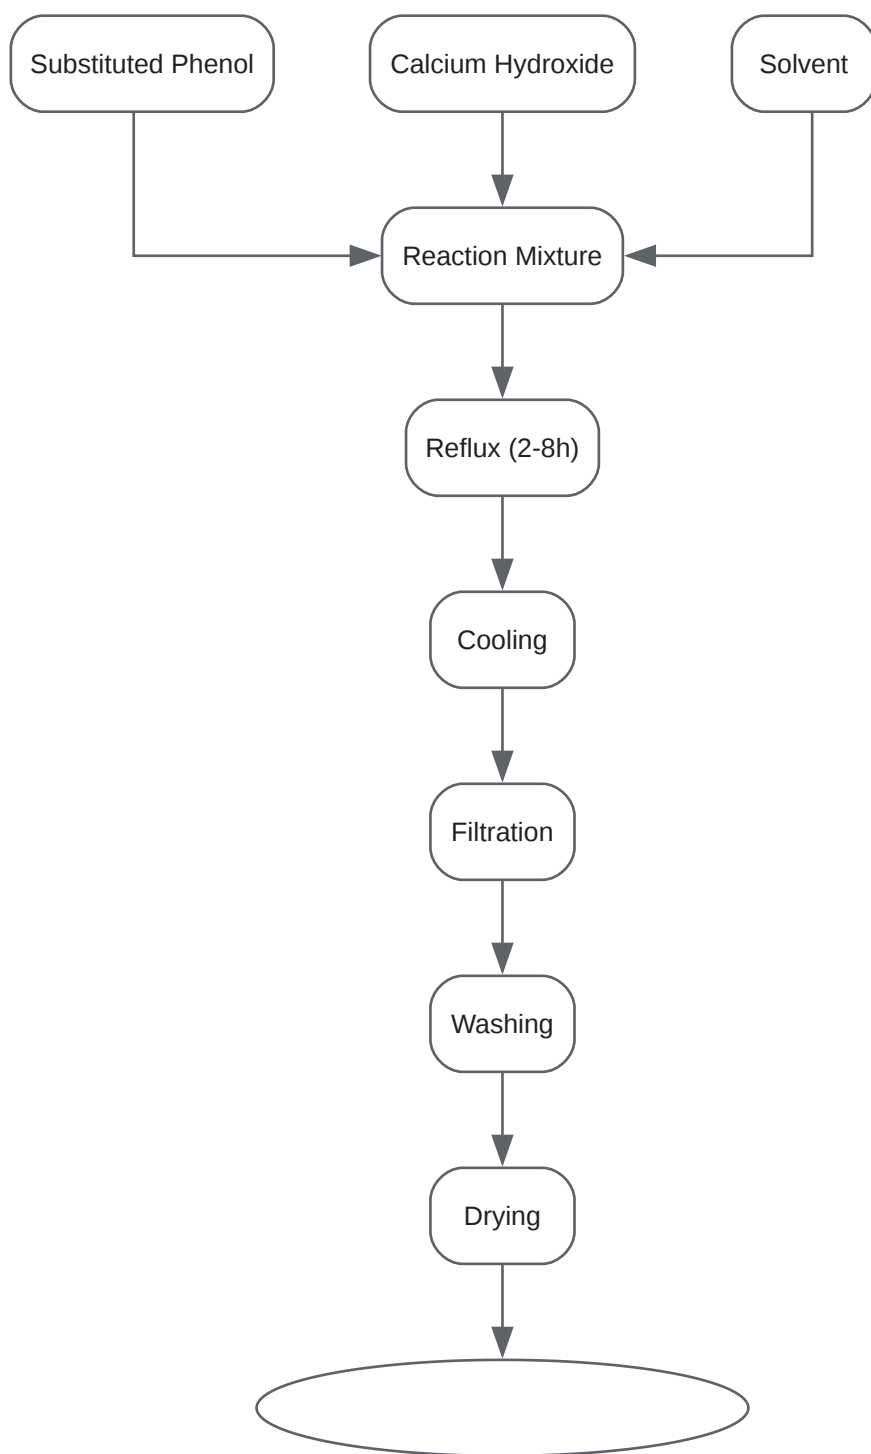 Substituted Phenol
Calcium Hydroxide
Solvent
Reaction Mixture
Reflux (2-8h)
Cooling
Filtration
Washing
Drying